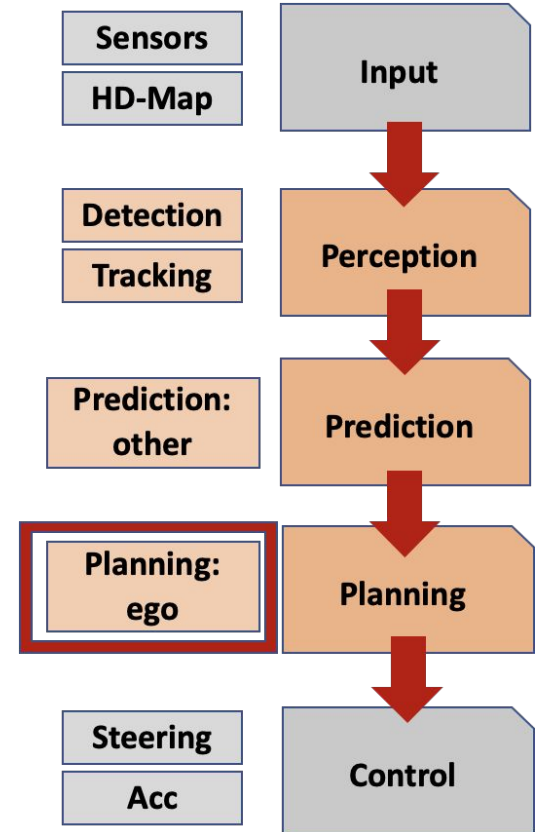 Sensors
HD-Map
Input
Detection
Tracking
Perception
Prediction:
other
Prediction
Planning:
ego
Planning
Steering
Acc
Control